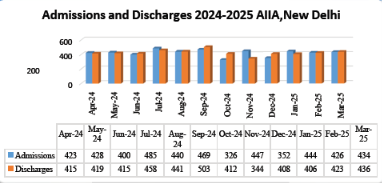 Admissions and Discharges 2024-2025 AIIA,New Delhi
600
400
200
0
Apr-24 May-24 Jun-24 Jul-24 Aug-24 Sep-24 Oct-24 Nov-24 Dec-24 Jan-25 Feb-25 Mar-25
Apr-24 May-24 Jun-24 Jul-24 Aug-24 Sep-24 Oct-24 Nov-24 Dec-24 Jan-25 Feb-25 Mar-25
Admissions 423 428 400 485 440 469 326 447 352 444 426 434
Discharges 415 419 415 458 441 503 412 344 408 406 423 436